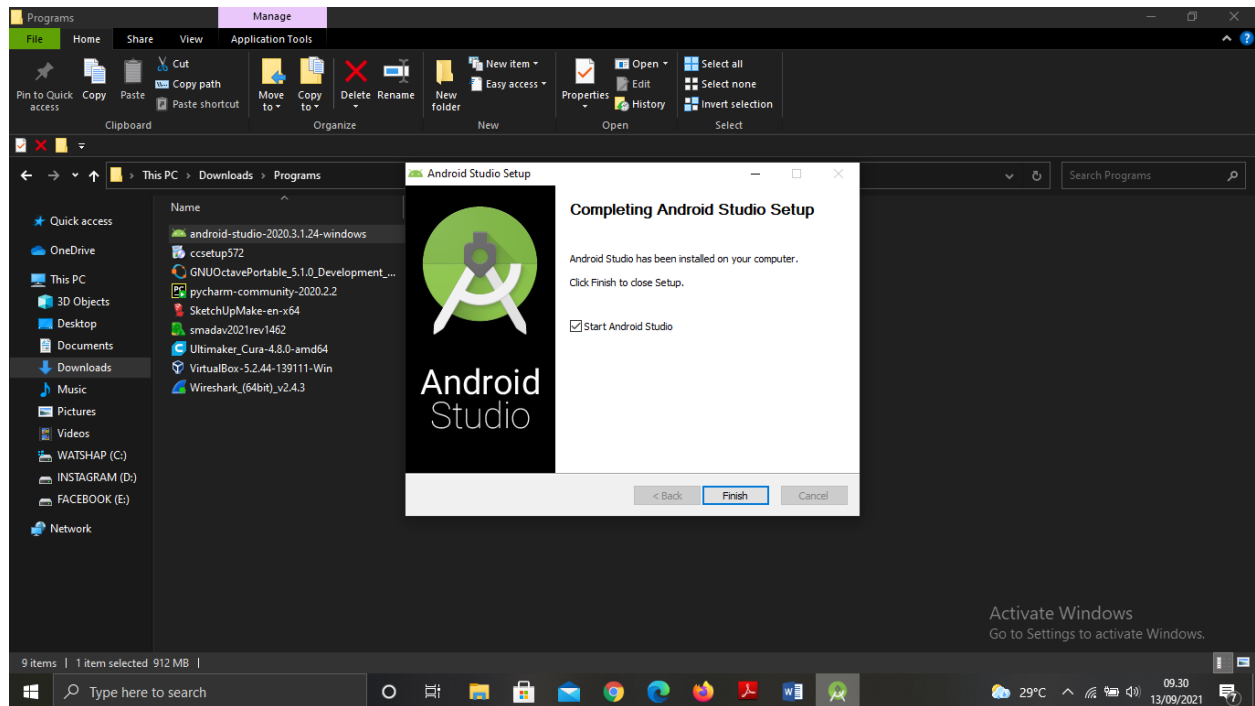 Programs
Manage
File Home Share View Application Tools
Pin to Quick access
Copy
Paste
Cut
Copy path
Paste shortcut
Move to
Copy to
Delete
Rename
New folder
New item
Easy access
Properties
Open
Edit
History
Select all
Select none
Invert selection
Clipboard Organize New Open Select
This PC > Downloads > Programs
Search Programs
Quick access
OneDrive
This PC
3D Objects
Desktop
Documents
Downloads
Music
Pictures
Videos
WATSHAP (C:)
INSTAGRAM (D:)
FACEBOOK (E:)
Network
Name
android-studio-2020.3.1.24-windows
ccsetup572
GNUOctavePortable_5.1.0_Development_...
pycharm-community-2020.2.2
SketchUpMake-en-x64
smadav2021rev1462
Ultimaker_Cura-4.8.0-amd64
VirtualBox-5.2.44-139111-Win
Wireshark_(64bit)_v2.4.3
Android Studio Setup
Android
Studio
Completing Android Studio Setup
Android Studio has been installed on your computer.
Click Finish to close Setup.
Start Android Studio
< Back Finish Cancel
Activate Windows
Go to Settings to activate Windows.
9 items | 1 item selected 912 MB |
Type here to search
29°C
09.30
13/09/2021
7